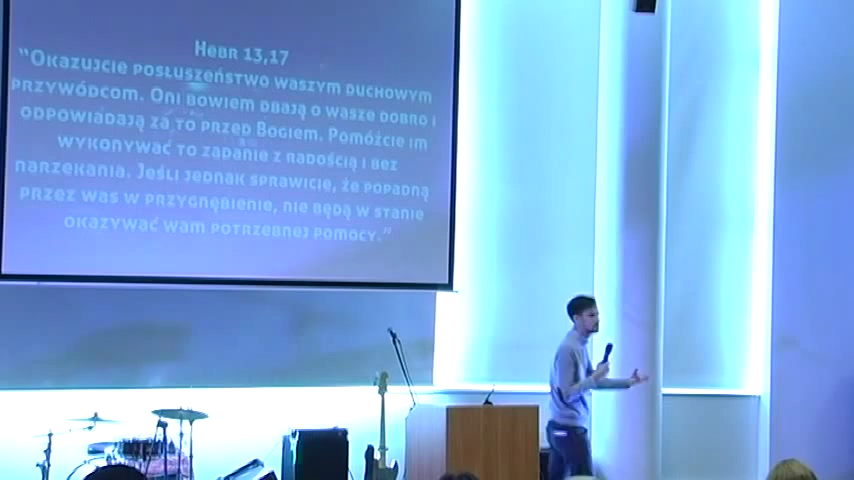 Hebr 13,17
"Okazujcie posłuszeństwo waszym duchowym
przywódcom. Oni bowiem dbają o wasze dobro i
odpowiadają za to przed Bogiem. Pomóżcie im
wykonywać to zadanie z radością i bez
narzekania. Jeśli jednak sprawicie, że popadną
przez was w przygnębienie, nie będą w stanie
okazywać wam potrzebnej pomocy."